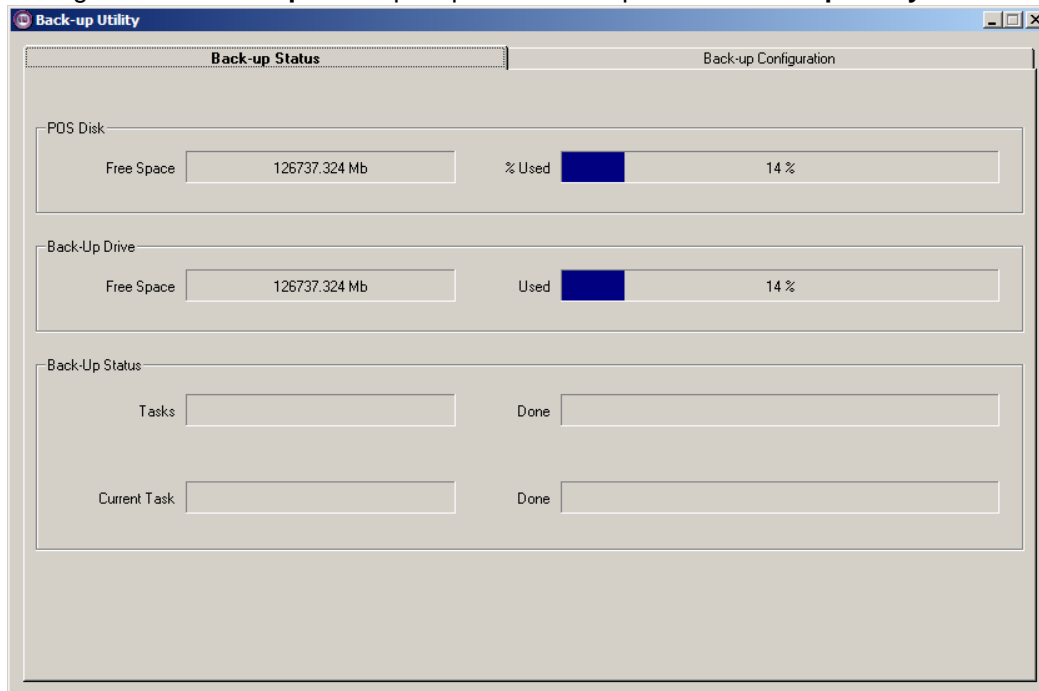 Back-up Utility
Back-up Status Back-up Configuration
POS Disk
Free Space 126737.324 Mb % Used 14 %
Back-Up Drive
Free Space 126737.324 Mb Used 14 %
Back-Up Status
Tasks Done
Current Task Done